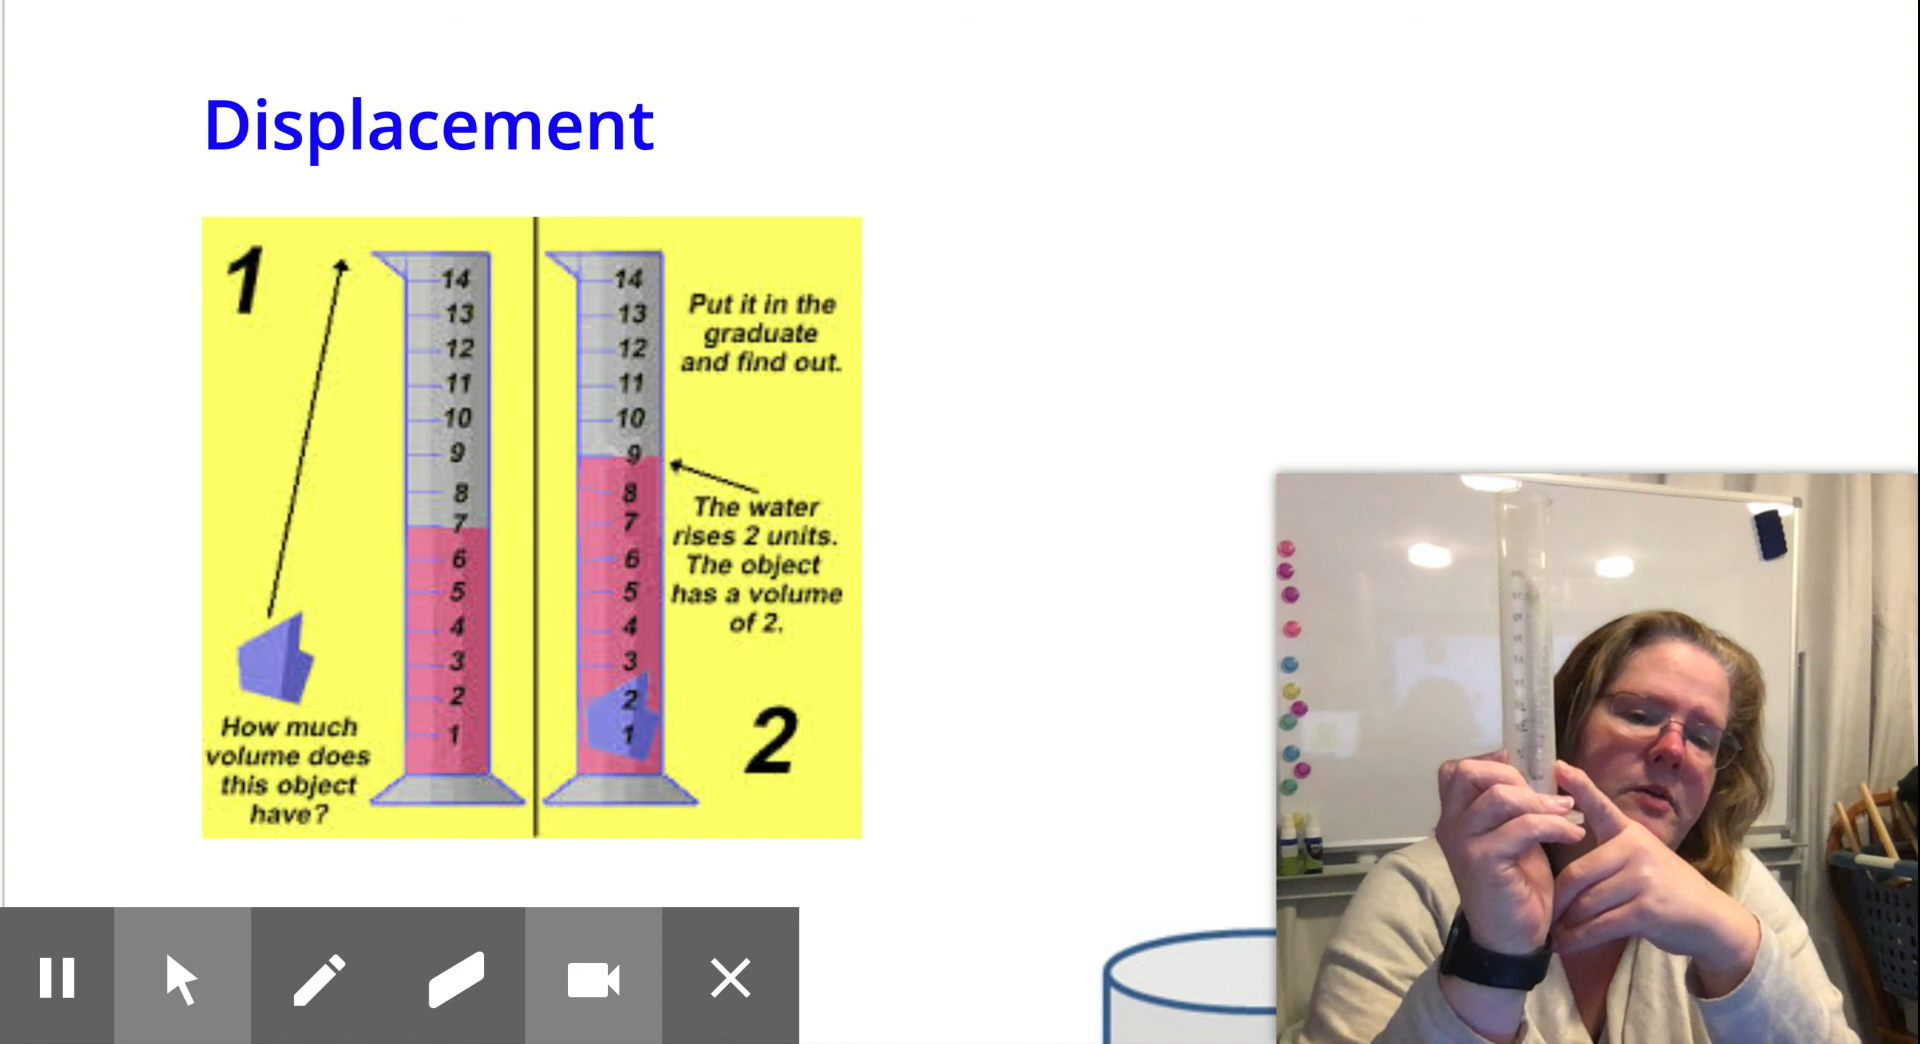 Displacement
1
14
13
12
11
10
9
8
7
6
5
4
3
2
1
How much
volume does
this object
have?
14
13
12
11
10
9
8
7
6
5
4
3
2
1
Put it in the
graduate
and find out.
The water
rises 2 units.
The object
has a volume
of 2.
2